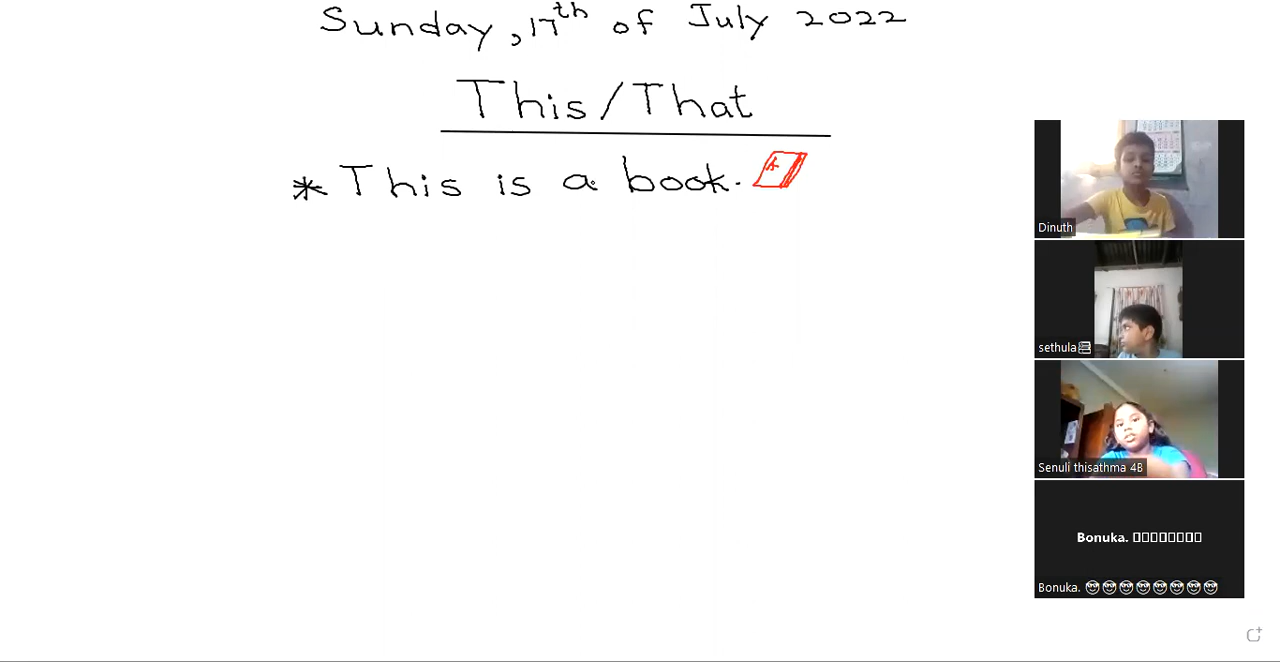 Sunday, 17th of July 2022
This/That
* This is a book.
A
Dinuth
sethula
Senuli thisathma 4B
Bonuka.
Bonuka. 😎😎😎😎😎😎😎😎